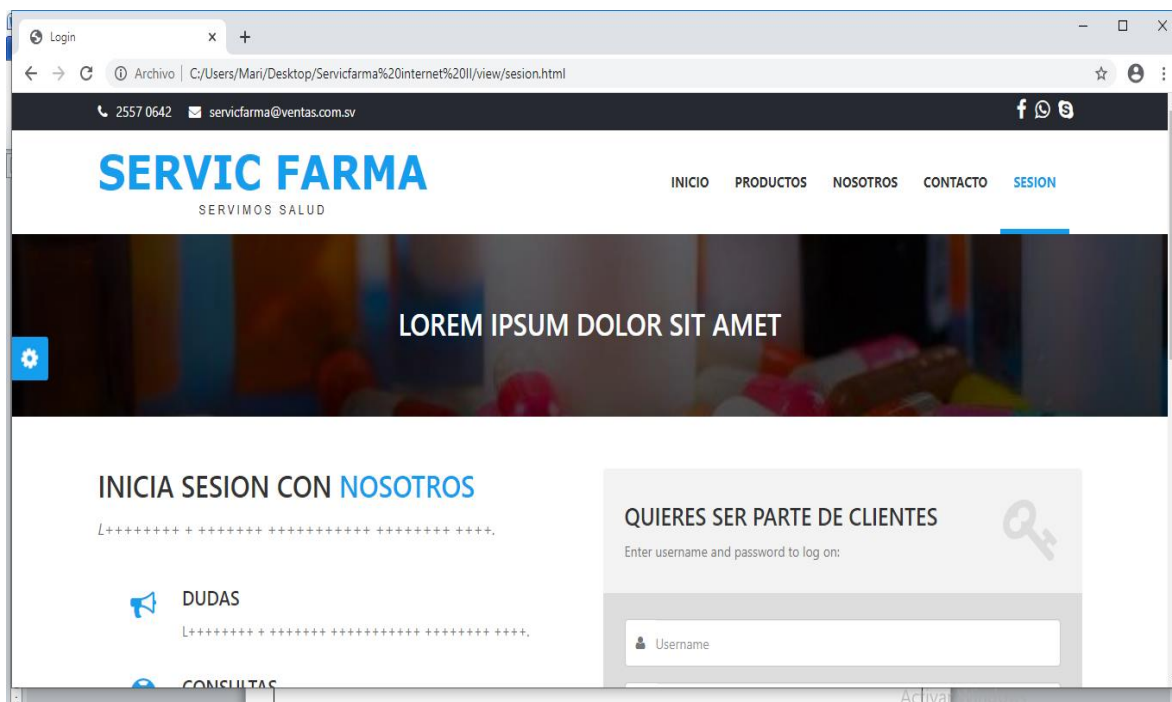 Login
Archivo | C:/Users/Mari/Desktop/Servicfarma%20internet%20II/view/sesion.html
2557 0642 servicfarma@ventas.com.sv
SERVIC FARMA
SERVIMOS SALUD
INICIO PRODUCTOS NOSOTROS CONTACTO SESION
LOREM IPSUM DOLOR SIT AMET
INICIA SESION CON NOSOTROS
L++++++++ + +++++++ +++++++++++ ++++++++ ++++.
DUDAS
L++++++++ + +++++++ +++++++++++ ++++++++ ++++.
CONSULTAS
QUIERES SER PARTE DE CLIENTES
Enter username and password to log on:
Username